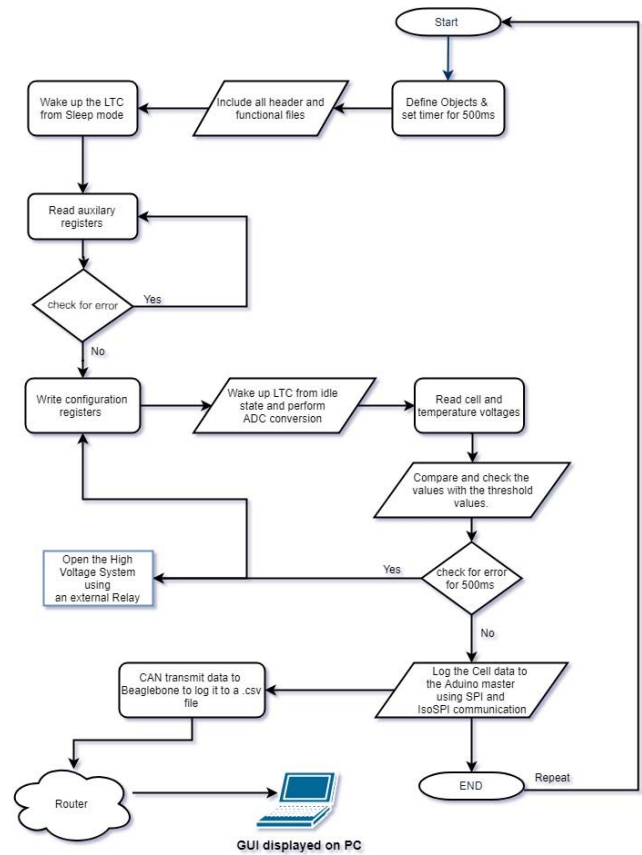 Start
Define Objects &
set timer for 500ms
Include all header and
functional files
Wake up the LTC
from Sleep mode
Read auxilary
registers
check for error
Yes
No
Write configuration
registers
Wake up LTC from idle
state and perform
ADC conversion
Read cell and
temperature voltages
Compare and check the
values with the threshold
values.
check for error
for 500ms
Yes
Open the High
Voltage System
using
an external Relay
No
Log the Cell data to
the Aduino master
using SPI and
IsoSPI communication
CAN transmit data to
Beaglebone to log it to a .csv
file
Router
GUI displayed on PC
END
Repeat